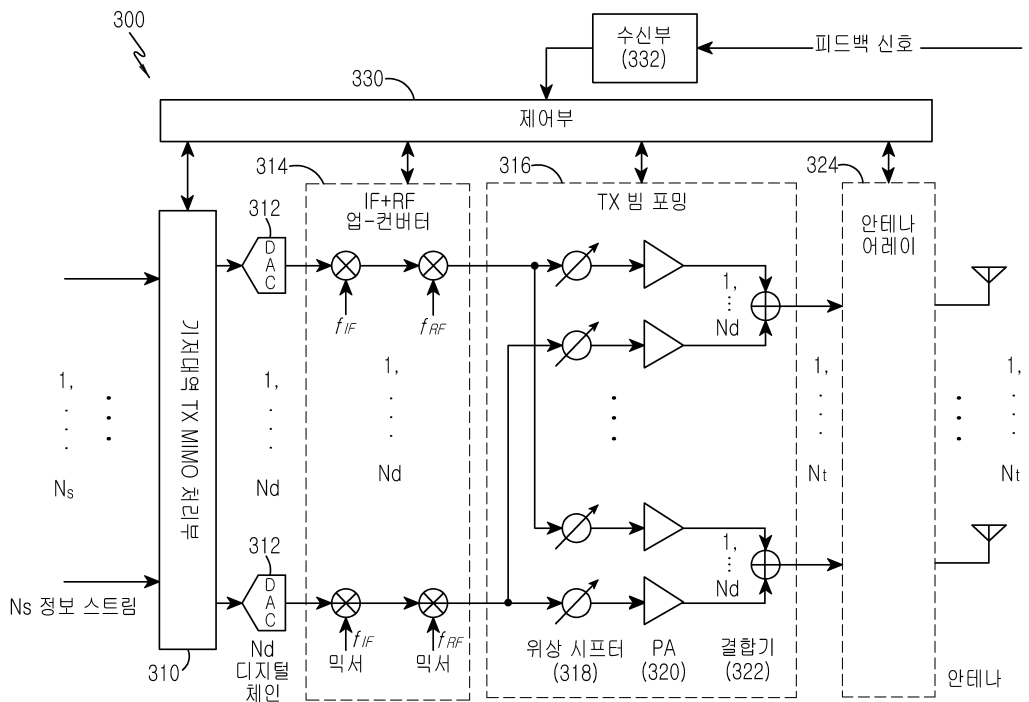 300
수신부
(332)
피드백 신호
330
제어부
314
316
324
IF+RF
업-컨버터
TX 빔 포밍
안테나
어레이
312
D
A
C
fIF
fRF
1,
...
Nd
기저대역 TX MIMO 처리부
1,
....
Ns
1,
....
Nd
1,
....
Nd
1,
....
Nt
Nt
312
D
A
C
fIF
fRF
1,
...
Nd
Ns 정보 스트림
310
Nd
디지털
체인
믹서
믹서
위상 시프터
(318)
PA
(320)
결합기
(322)
안테나